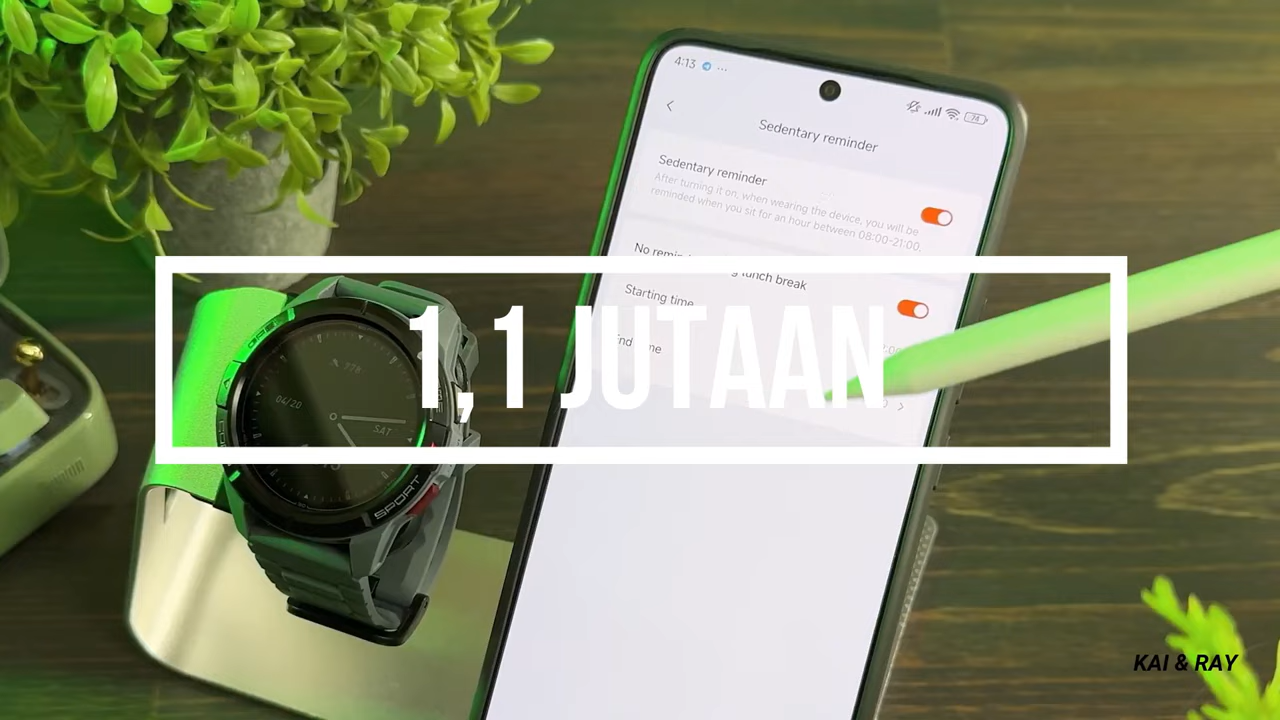 4:13
74
Sedentary reminder
Sedentary reminder
After turning it on, when wearing the device, you will be
reminded when you sit for an hour between 08:00-21:00.
lunch break
Starting time
1,1 JUTAAN
778
04/20
SAT
SPORT
KAI & RAY